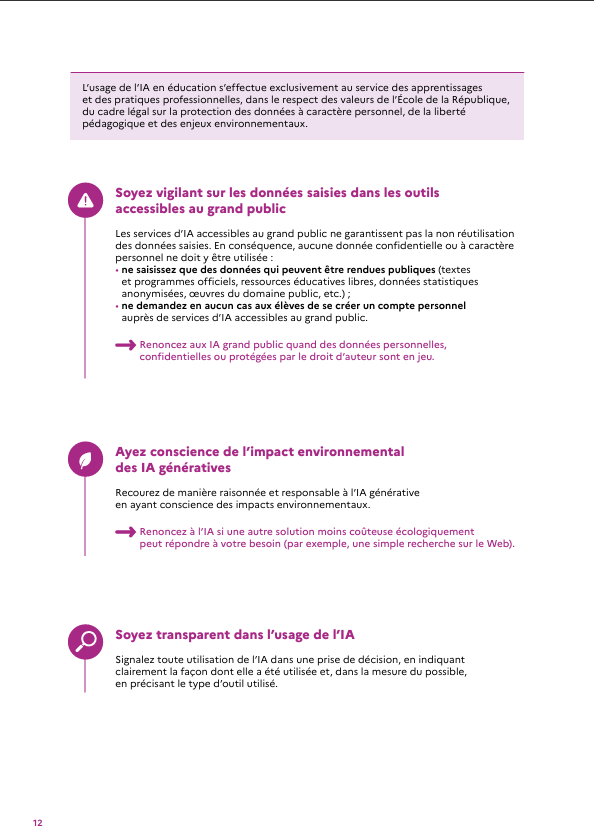 L’usage de l’IA en éducation s’effectue exclusivement au service des apprentissages
et des pratiques professionnelles, dans le respect des valeurs de l’École de la République,
du cadre légal sur la protection des données à caractère personnel, de la liberté
pédagogique et des enjeux environnementaux.
Soyez vigilant sur les données saisies dans les outils
accessibles au grand public
Les services d’IA accessibles au grand public ne garantissent pas la non réutilisation
des données saisies. En conséquence, aucune donnée confidentielle ou à caractère
personnel ne doit y être utilisée :
• ne saisissez que des données qui peuvent être rendues publiques (textes
et programmes officiels, ressources éducatives libres, données statistiques
anonymisées, œuvres du domaine public, etc.) ;
• ne demandez en aucun cas aux élèves de se créer un compte personnel
auprès de services d’IA accessibles au grand public.
Renoncez aux IA grand public quand des données personnelles,
confidentielles ou protégées par le droit d’auteur sont en jeu.
Ayez conscience de l’impact environnemental
des IA génératives
Recourez de manière raisonnée et responsable à l’IA générative
en ayant conscience des impacts environnementaux.
Renoncez à l’IA si une autre solution moins coûteuse écologiquement
peut répondre à votre besoin (par exemple, une simple recherche sur le Web).
Soyez transparent dans l’usage de l’IA
Signalez toute utilisation de l’IA dans une prise de décision, en indiquant
clairement la façon dont elle a été utilisée et, dans la mesure du possible,
en précisant le type d’outil utilisé.
12